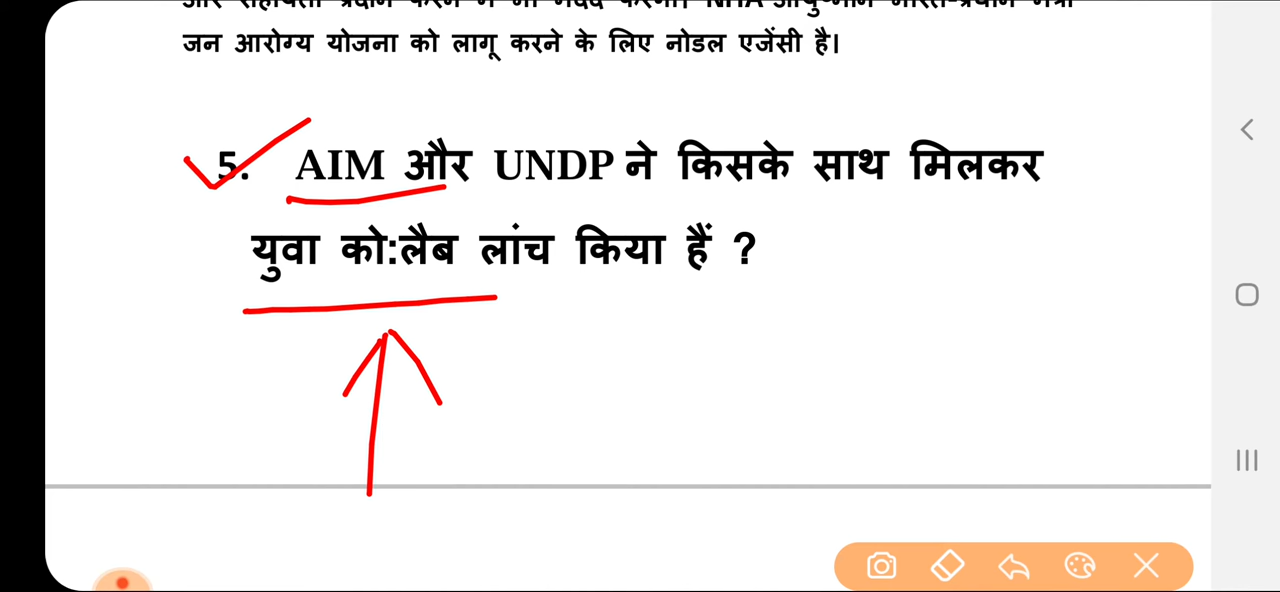 जन आरोग्य योजना को लागू करने के लिए नोडल एजेंसी है।
5. AIM और UNDP ने किसके साथ मिलकर
युवा को:लैब लांच किया हैं ?